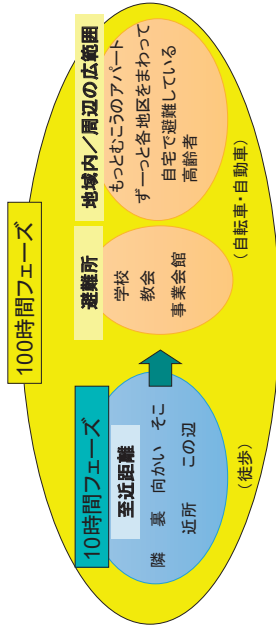 100時間フェーズ
10時間フェーズ
至近距離
隣 裏 向かい そこ
近所 この辺
(徒歩)
避難所
学校
教会
事業会館
地域内/周辺の広範囲
もっとむこうのアパート
ずーっと各地区をまわって
自宅で避難している
高齢者
(自転車・自動車)